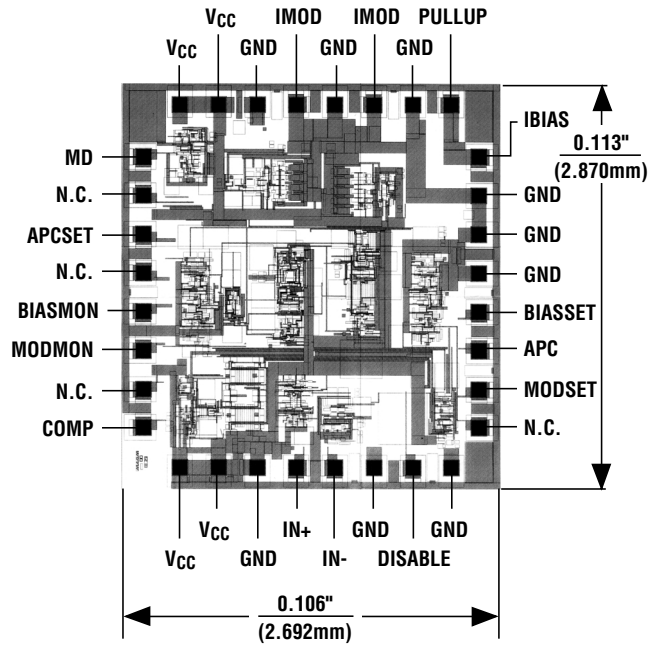 VCC IMOD IMOD PULLUP
VCC GND GND GND
IBIAS
0.113"
(2.870mm)
MD
N.C.
GND
APCSET
GND
N.C.
GND
BIASMON
BIASSET
MODMON
APC
N.C.
MODSET
COMP
N.C.
VCC IN+ GND GND
VCC GND IN- DISABLE
0.106"
(2.692mm)